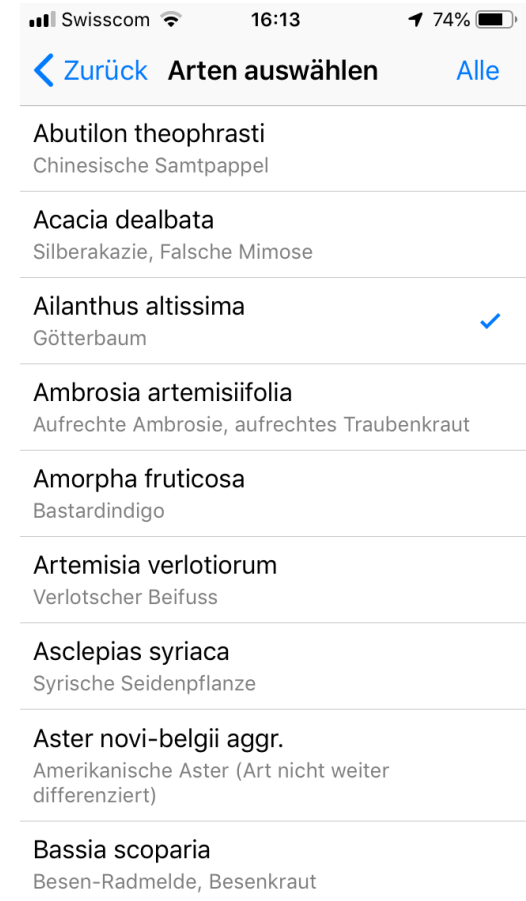 Swisscom 16:13 74%
Zurück Arten auswählen Alle
Abutilon theophrasti
Chinesische Samtpappel
Acacia dealbata
Silberakazie, Falsche Mimose
Ailanthus altissima
Götterbaum
Ambrosia artemisiifolia
Aufrechte Ambrosie, aufrechtes Traubenkraut
Amorpha fruticosa
Bastardindigo
Artemisia verlotiorum
Verlotscher Beifuss
Asclepias syriaca
Syrische Seidenpflanze
Aster novi-belgii aggr.
Amerikanische Aster (Art nicht weiter
differenziert)
Bassia scoparia
Besen-Radmelde, Besenkraut